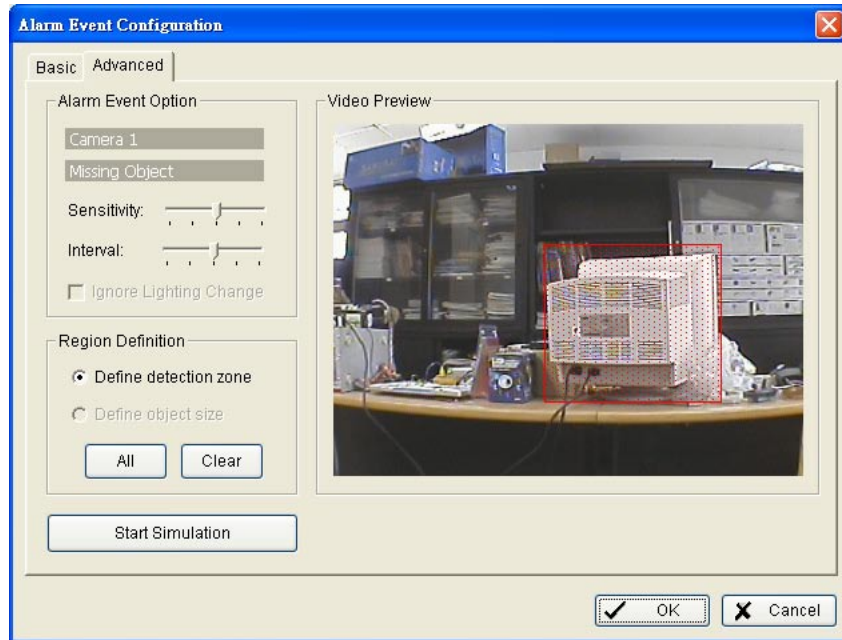 Alarm Event Configuration
Basic
Advanced
Alarm Event Option
Camera 1
Missing Object
Sensitivity:
Interval:
Ignore Lighting Change
Region Definition
Define detection zone
Define object size
All
Clear
Start Simulation
Video Preview
OK
Cancel